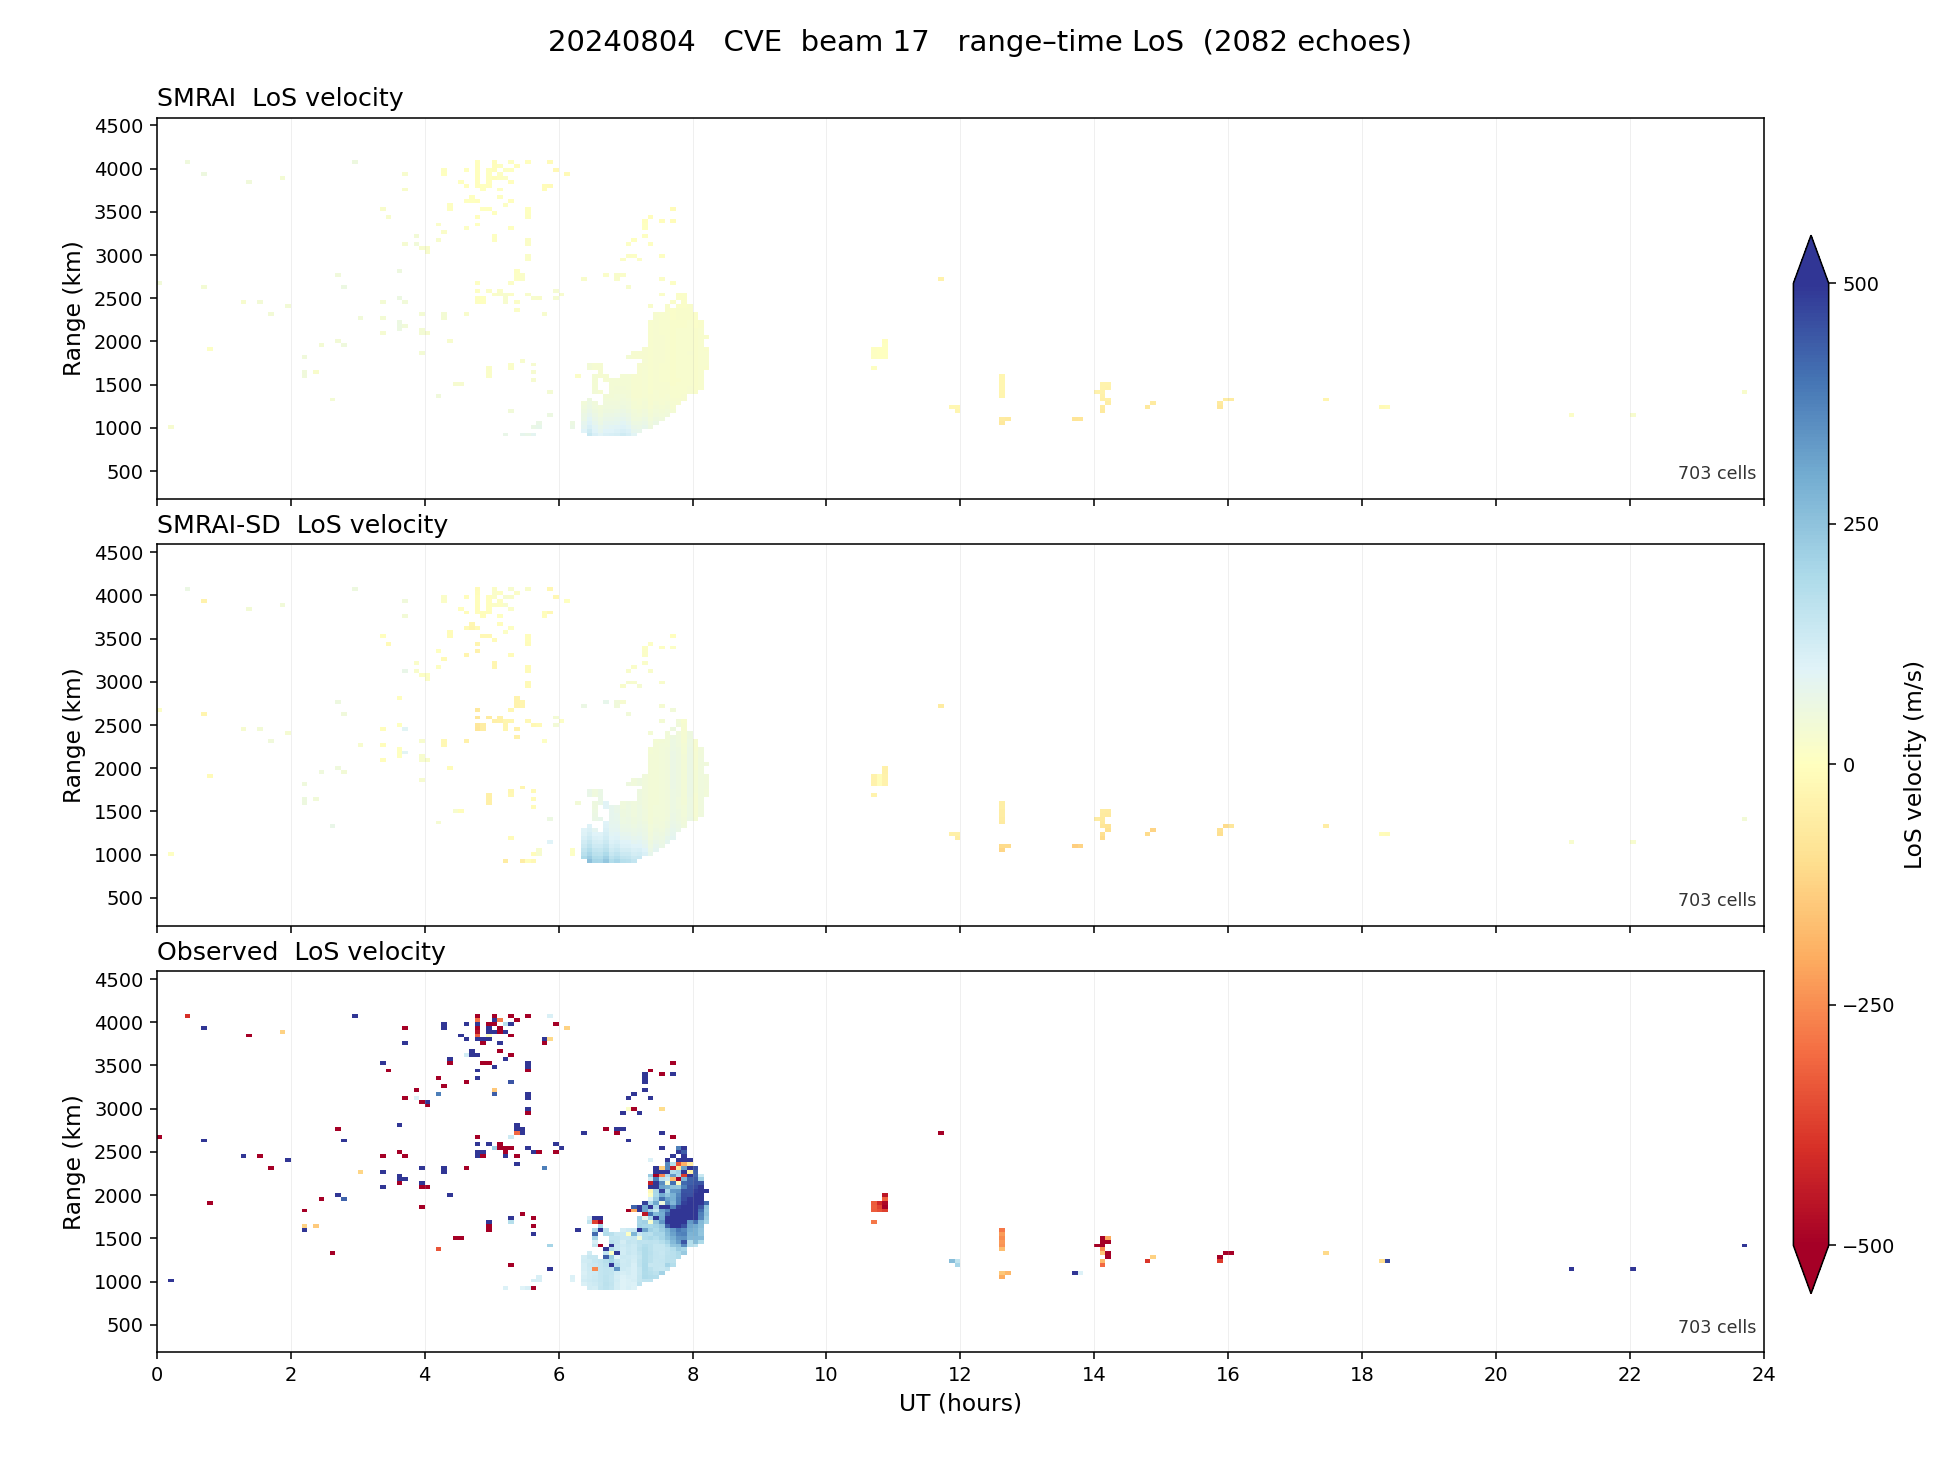 20240804 CVE beam 17 range–time LoS (2082 echoes)
SMRAI LoS velocity
4500
4000
3500
3000
2500
2000
1500
1000
500
Range (km)
703 cells
SMRAI-SD LoS velocity
4500
4000
3500
3000
2500
2000
1500
1000
500
Range (km)
703 cells
Observed LoS velocity
4500
4000
3500
3000
2500
2000
1500
1000
500
Range (km)
703 cells
0 2 4 6 8 10 12 14 16 18 20 22 24
UT (hours)
500
250
0
−250
−500
LoS velocity (m/s)